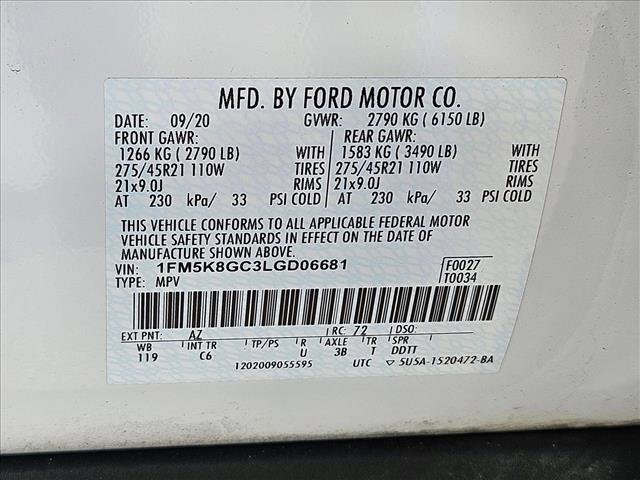 MFD. BY FORD MOTOR CO.
DATE: 09/20 GVWR: 2790 KG ( 6150 LB)
FRONT GAWR: REAR GAWR:
1266 KG ( 2790 LB) WITH 1583 KG ( 3490 LB) WITH
275/45R21 110W TIRES 275/45R21 110W TIRES
21x9.0J RIMS 21x9.0J RIMS
AT 230 kPa/ 33 PSI COLD AT 230 kPa/ 33 PSI COLD
THIS VEHICLE CONFORMS TO ALL APPLICABLE FEDERAL MOTOR
VEHICLE SAFETY STANDARDS IN EFFECT ON THE DATE OF
MANUFACTURE SHOWN ABOVE.
VIN: 1FM5K8GC3LGD06681 F0027
TYPE: MPV T0034
EXT PNT: AZ RC: 72 DSO:
WB INT TR TP/PS R AXLE TR SPR
119 C6 U 3B T DDTT
1202009055595 UTC 5U5A-1520472-BA